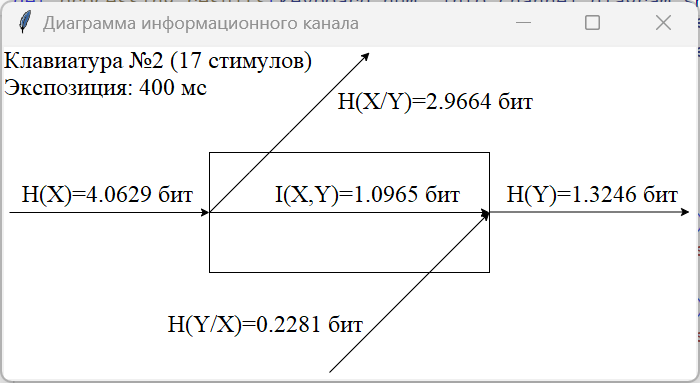 Диаграмма информационного канала
Клавиатура №2 (17 стимулов)
Экспозиция: 400 мс
H(X/Y)=2.9664 бит
H(X)=4.0629 бит
I(X,Y)=1.0965 бит
H(Y)=1.3246 бит
H(Y/X)=0.2281 бит